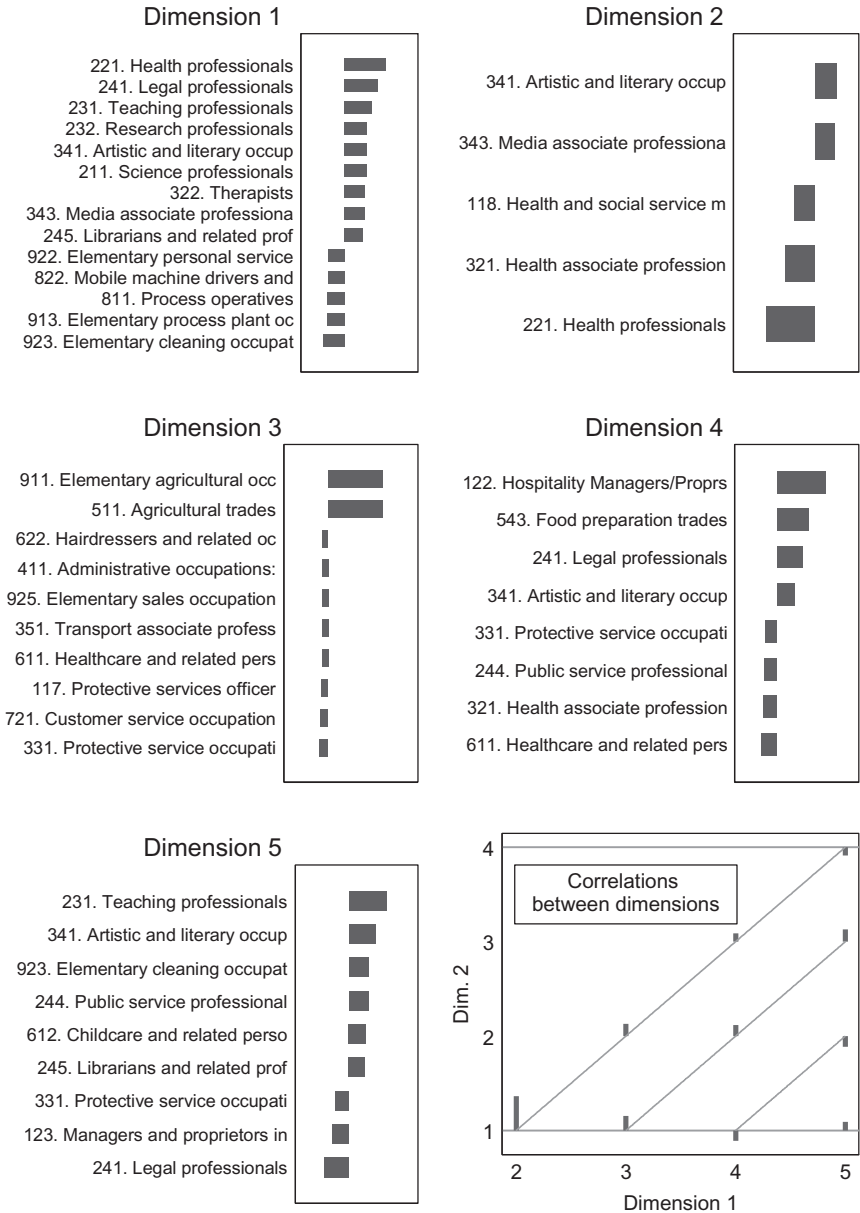 Dimension 1
221. Health professionals
241. Legal professionals
231. Teaching professionals
232. Research professionals
341. Artistic and literary occup
211. Science professionals
322. Therapists
343. Media associate professiona
245. Librarians and related prof
922. Elementary personal service
822. Mobile machine drivers and
811. Process operatives
913. Elementary process plant oc
923. Elementary cleaning occupat
Dimension 2
341. Artistic and literary occup
343. Media associate professiona
118. Health and social service m
321. Health associate profession
221. Health professionals
Dimension 3
911. Elementary agricultural occ
511. Agricultural trades
622. Hairdressers and related oc
411. Administrative occupations:
925. Elementary sales occupation
351. Transport associate profess
611. Healthcare and related pers
117. Protective services officer
721. Customer service occupation
331. Protective service occupati
Dimension 4
122. Hospitality Managers/Proprs
543. Food preparation trades
241. Legal professionals
341. Artistic and literary occup
331. Protective service occupati
244. Public service professional
321. Health associate profession
611. Healthcare and related pers
Dimension 5
231. Teaching professionals
341. Artistic and literary occup
923. Elementary cleaning occupat
244. Public service professional
612. Childcare and related perso
245. Librarians and related prof
331. Protective service occupati
123. Managers and proprietors in
241. Legal professionals
Correlations
between dimensions
Dim. 2
4
3
2
1
2 3 4 5
Dimension 1